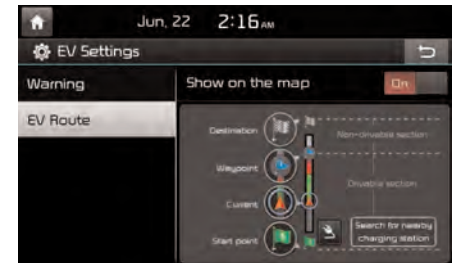 Jun, 22 2:16 AM
EV Settings
Warning
Show on the map
On
EV Route
Destination
Non-drivable section
Waypoint
Drivable section
Current
Search for nearby
charging station
Start point